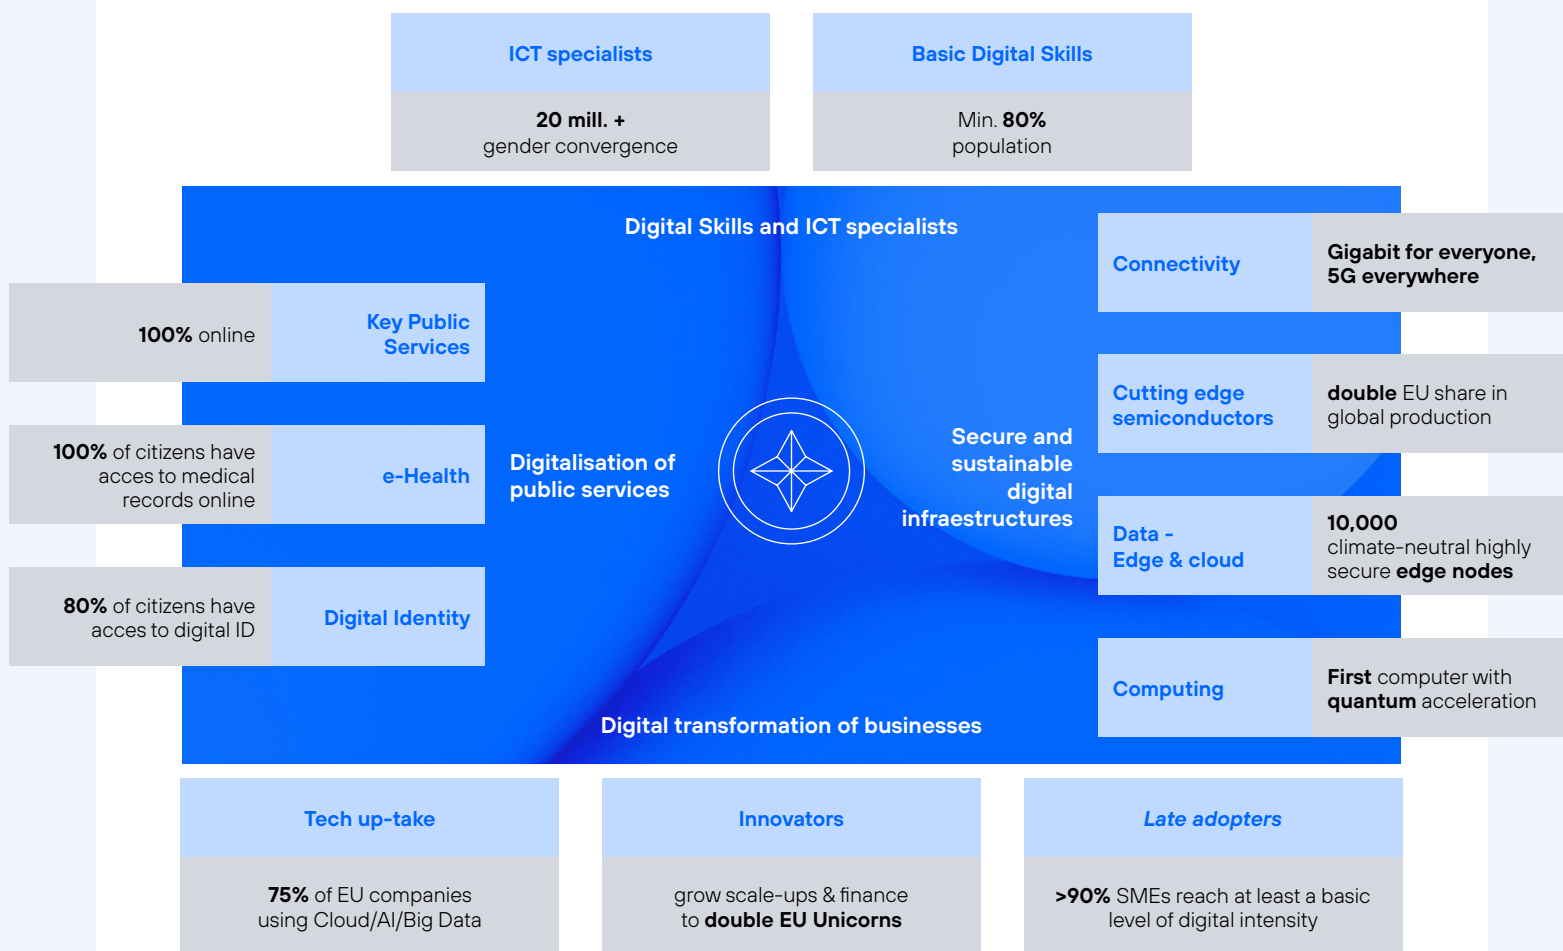 ICT specialists
20 mill. +
gender convergence
Basic Digital Skills
Min. 80%
population
Digital Skills and ICT specialists
Key Public
Services
100% online
e-Health
100% of citizens have
acces to medical
records online
Digital Identity
80% of citizens have
acces to digital ID
Digitalisation of
public services
Secure and
sustainable
digital
infraestructures
Connectivity
Gigabit for everyone,
5G everywhere
Cutting edge
semiconductors
double EU share in
global production
Data -
Edge & cloud
10,000
climate-neutral highly
secure edge nodes
Computing
First computer with
quantum acceleration
Digital transformation of businesses
Tech up-take
75% of EU companies
using Cloud/AI/Big Data
Innovators
grow scale-ups & finance
to double EU Unicorns
Late adopters
>90% SMEs reach at least a basic
level of digital intensity